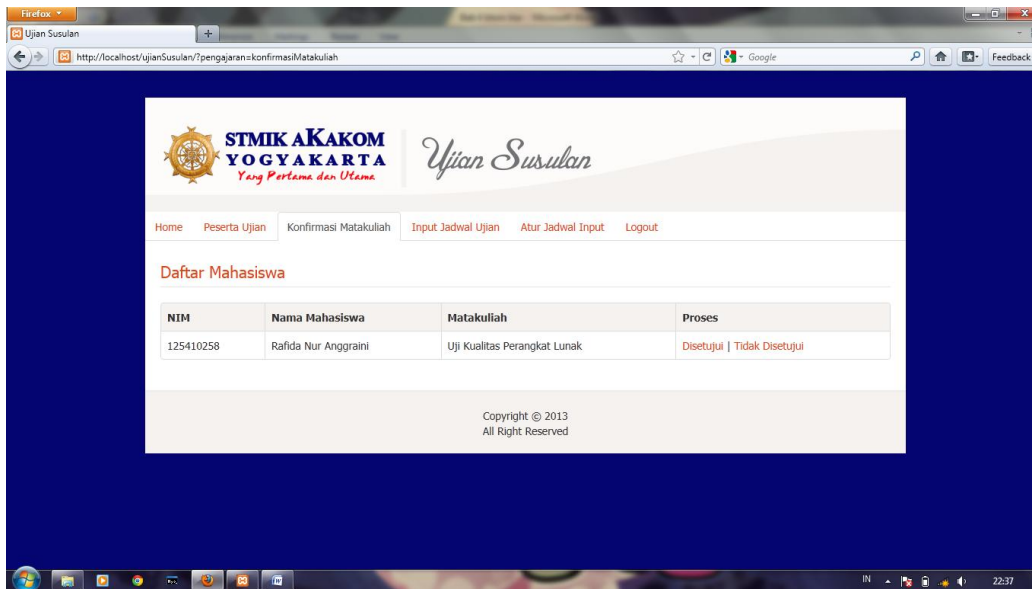 Firefox
Ujian Susulan
http://localhost/ujianSusulan/?pengajaran=konfirmasiMatakuliah
Google
Feedback
STMIK AKAKOM
YOGYAKARTA
Yang Pertama dan Utama
Ujian Susulan
Home Peserta Ujian Konfirmasi Matakuliah Input Jadwal Ujian Atur Jadwal Input Logout
Daftar Mahasiswa
NIM Nama Mahasiswa Matakuliah Proses
125410258 Rafida Nur Anggraini Uji Kualitas Perangkat Lunak Disetujui | Tidak Disetujui
Copyright © 2013
All Right Reserved
IN 22:37